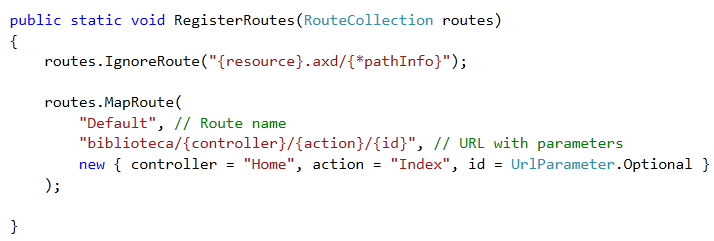 public static void RegisterRoutes(RouteCollection routes)
{
    routes.IgnoreRoute("{resource}.axd/{*pathInfo}");
    routes.MapRoute(
        "Default", // Route name
        "biblioteca/{controller}/{action}/{id}", // URL with parameters
        new { controller = "Home", action = "Index", id = UrlParameter.Optional }
    );
}